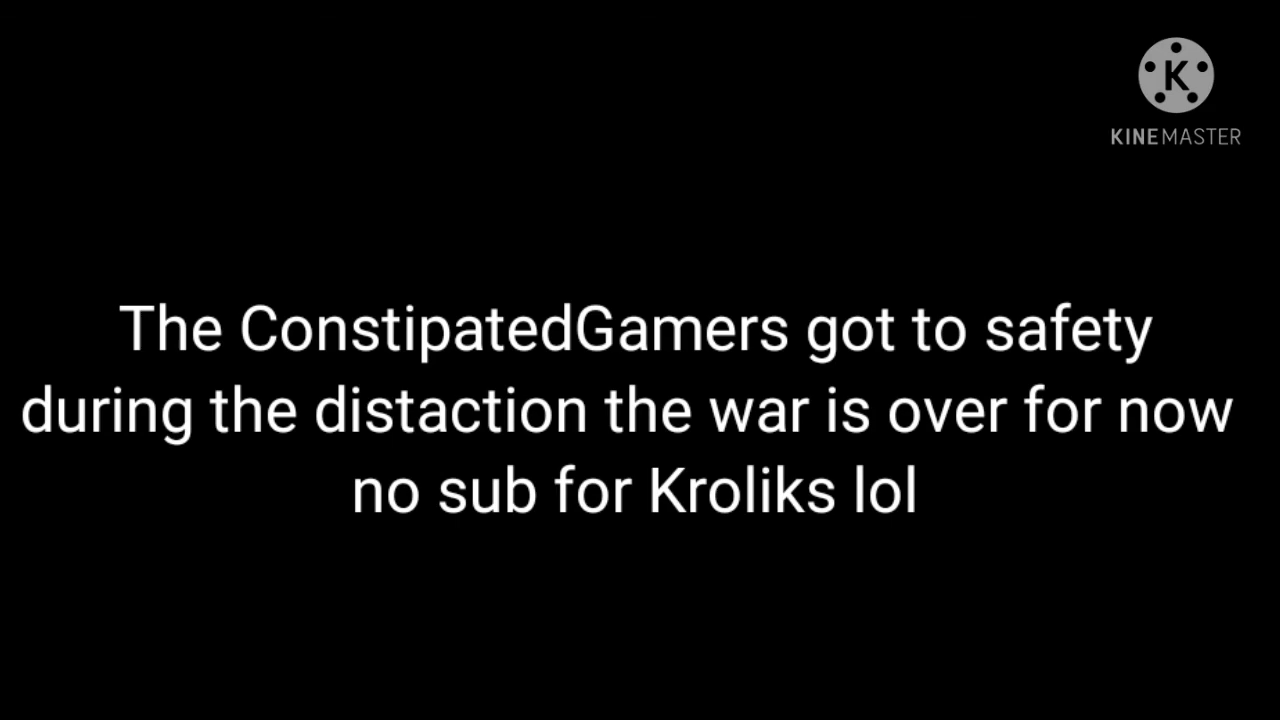 K
KINEMASTER
The ConstipatedGamers got to safety
during the distaction the war is over for now
no sub for Kroliks lol